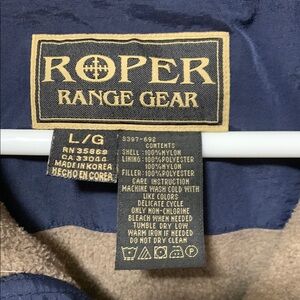 ROPER
RANGE GEAR
L/G
RN 35869
CA 33044
MADE IN KOREA
HECHO EN COREA
9397-692
CONTENTS
SHELL : 100%NYLON
LINING : 100%POLYESTER
100%NYLON
FILLER: 100%POLYESTER
CARE INSTRUCTION
MACHINE WASH COLD WITH
LIKE COLORS
DELICATE CYCLE
ONLY NON-CHLORINE
BLEACH WHEN NEEDED
TUMBLE DRY LOW
WARM IRON IF NEEDED
DO NOT DRY CLEAN